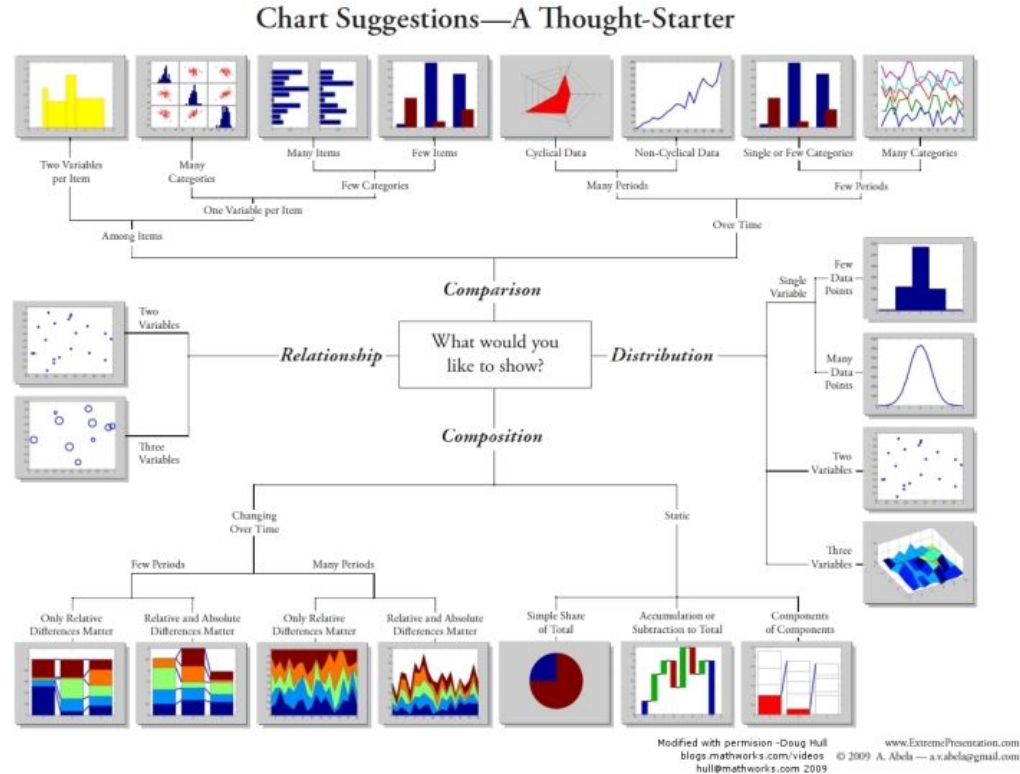 Chart Suggestions—A Thought-Starter
Two Variables
per Item
Many
Categories
Many Items
Few Items
Cyclical Data
Non-Cyclical Data
Single or Few Categories
Many Categories
Few Categories
Many Periods
Few Periods
One Variable per Item
Over Time
Among Items
Comparison
Few
Data
Points
Single
Variable
Two
Variables
Relationship
What would you
like to show?
Distribution
Many
Data
Points
Three
Variables
Composition
Two
Variables
Changing
Over Time
Static
Three
Variables
Few Periods
Many Periods
Only Relative
Differences Matter
Relative and Absolute
Differences Matter
Only Relative
Differences Matter
Relative and Absolute
Differences Matter
Simple Share
of Total
Accumulation or
Subtraction to Total
Components
of Components
Modified with permision -Doug Hull
blogs.mathworks.com/videos
hull@mathworks.com 2009
www.ExtremePresentation.com
© 2009 A. Abela — a.v.abela@gmail.com